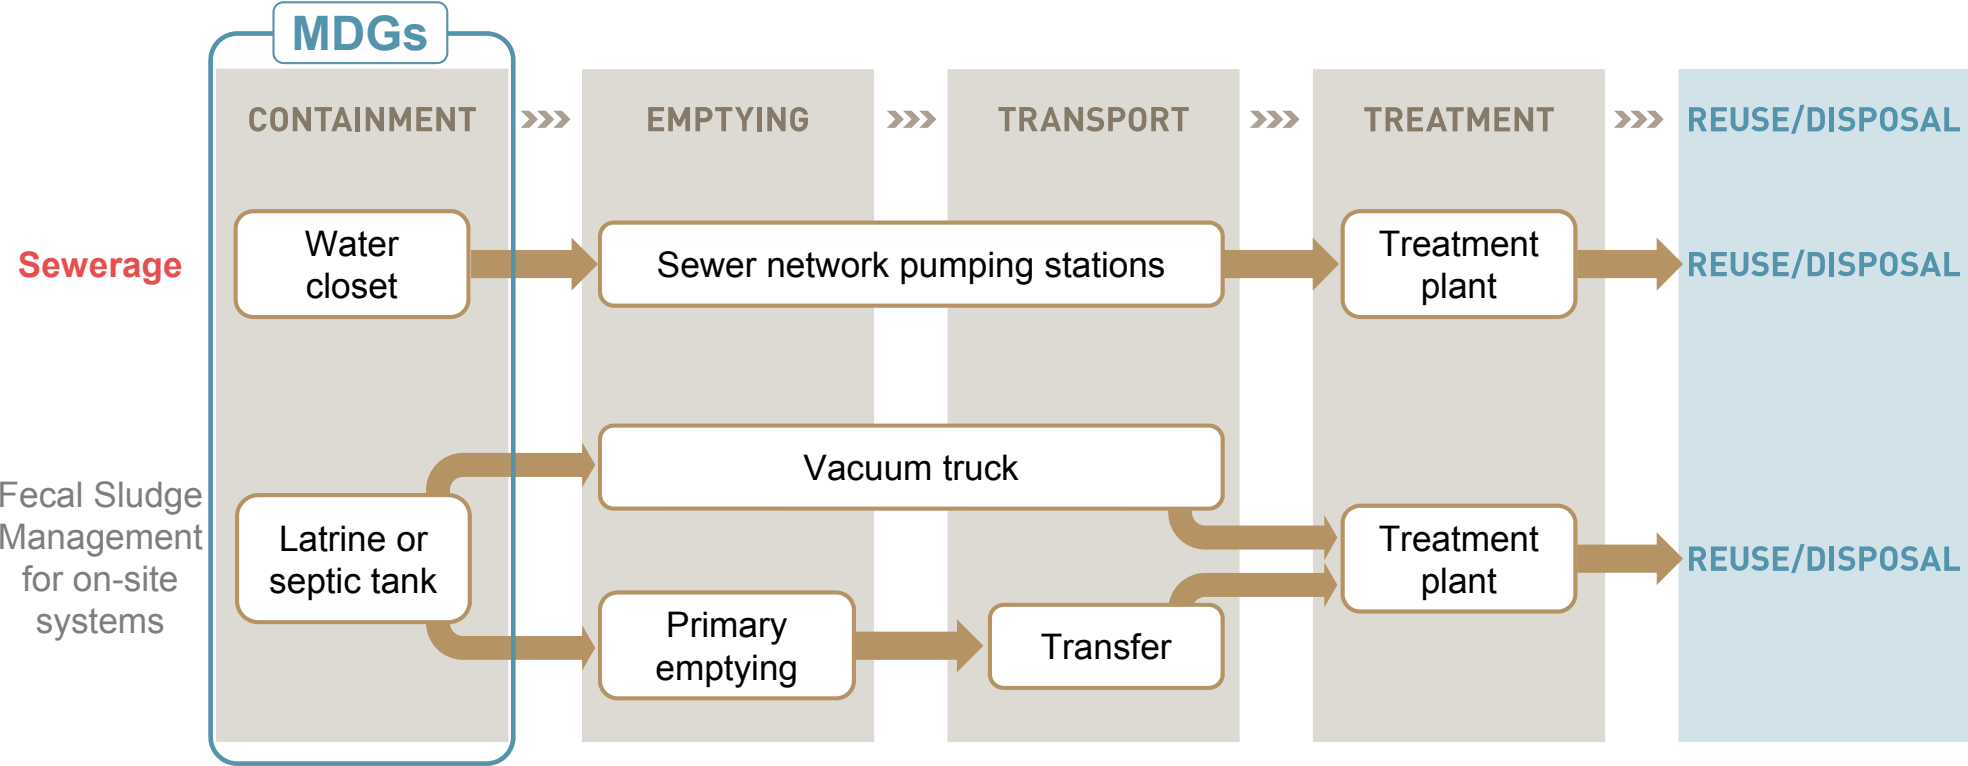 MDGs
CONTAINMENT
EMPTYING
TRANSPORT
TREATMENT
REUSE/DISPOSAL
Sewerage
Water
closet
Sewer network pumping stations
Treatment
plant
REUSE/DISPOSAL
Fecal Sludge
Management
for on-site
systems
Latrine or
septic tank
Vacuum truck
Primary
emptying
Transfer
Treatment
plant
REUSE/DISPOSAL